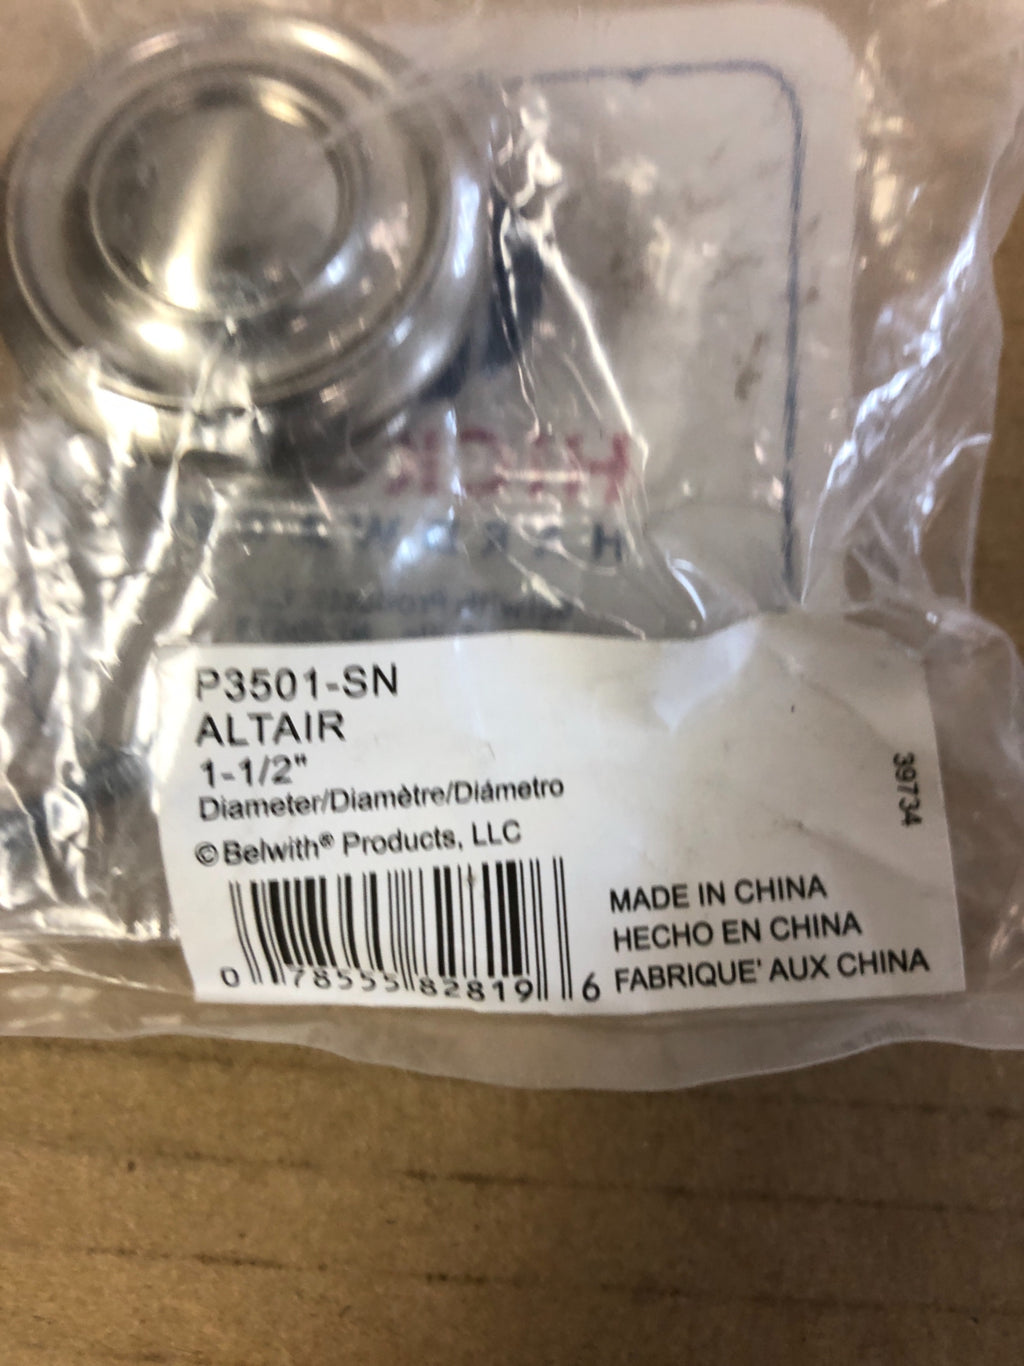 P3501-SN
ALTAIR
1-1/2"
Diameter/Diamètre/Diámetro
©Belwith® Products, LLC
0 78555 82819 6
MADE IN CHINA
HECHO EN CHINA
FABRIQUE' AUX CHINA
39734